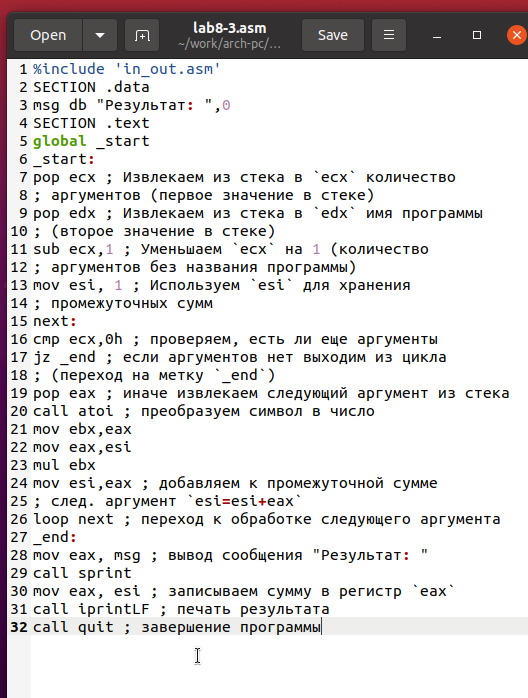 Open
lab8-3.asm
~/work/arch-pc/...
Save
1 %include 'in_out.asm'
2 SECTION .data
3 msg db "Результат: ",0
4 SECTION .text
5 global _start
6 _start:
7 pop ecx ; Извлекаем из стека в `ecx` количество
8 ; аргументов (первое значение в стеке)
9 pop edx ; Извлекаем из стека в `edx` имя программы
10 ; (второе значение в стеке)
11 sub ecx,1 ; Уменьшаем `ecx` на 1 (количество
12 ; аргументов без названия программы)
13 mov esi, 1 ; Используем `esi` для хранения
14 ; промежуточных сумм
15 next:
16 cmp ecx,0h ; проверяем, есть ли еще аргументы
17 jz _end ; если аргументов нет выходим из цикла
18 ; (переход на метку `_end`)
19 pop eax ; иначе извлекаем следующий аргумент из стека
20 call atoi ; преобразуем символ в число
21 mov ebx,eax
22 mov eax,esi
23 mul ebx
24 mov esi,eax ; добавляем к промежуточной сумме
25 ; след. аргумент `esi=esi+eax`
26 loop next ; переход к обработке следующего аргумента
27 _end:
28 mov eax, msg ; вывод сообщения "Результат: "
29 call sprint
30 mov eax, esi ; записываем сумму в регистр `eax`
31 call iprintLF ; печать результата
32 call quit ; завершение программы